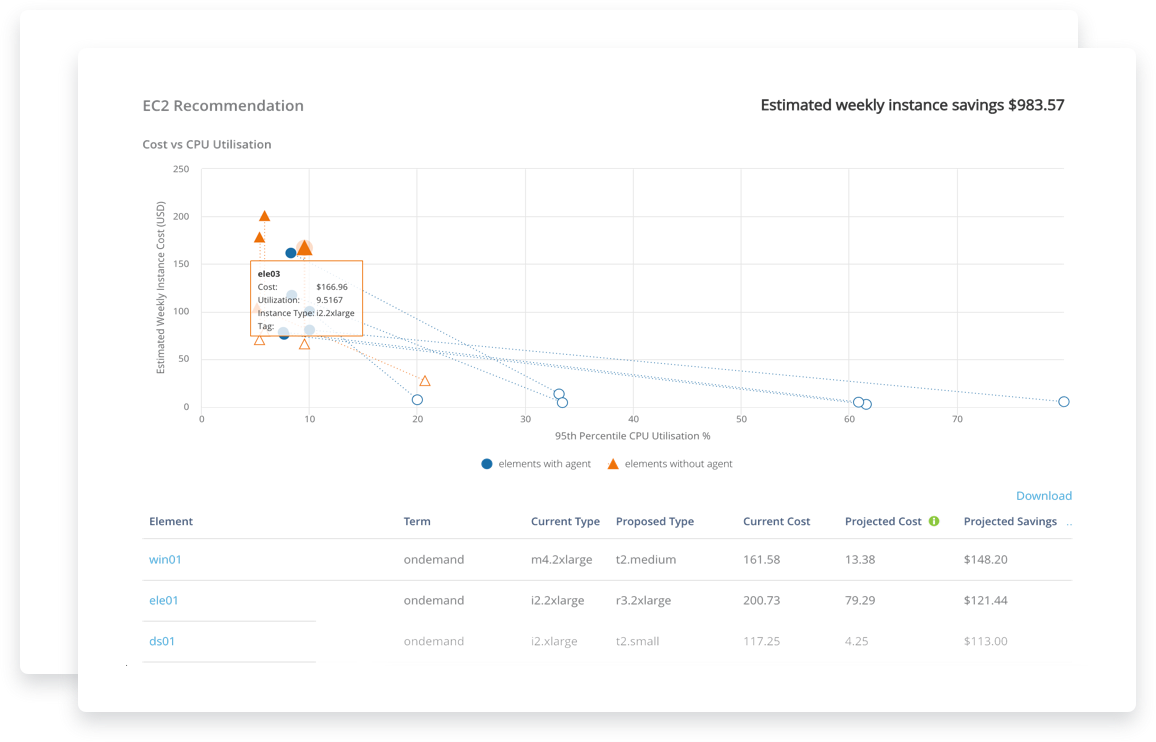 EC2 Recommendation
Estimated weekly instance savings $983.57
Cost vs CPU Utilisation
Estimated Weekly Instance Cost (USD)
250
200
150
100
50
0
ele03
Cost: $166.96
Utilization: 9.5167
Instance Type: i2.2xlarge
Tag:
0 10 20 30 40 50 60 70
95th Percentile CPU Utilisation %
elements with agent elements without agent
Download
Element Term Current Type Proposed Type Current Cost Projected Cost Projected Savings ..
win01 ondemand m4.2xlarge t2.medium 161.58 13.38 $148.20
ele01 ondemand i2.2xlarge r3.2xlarge 200.73 79.29 $121.44
ds01 ondemand i2.xlarge t2.small 117.25 4.25 $113.00